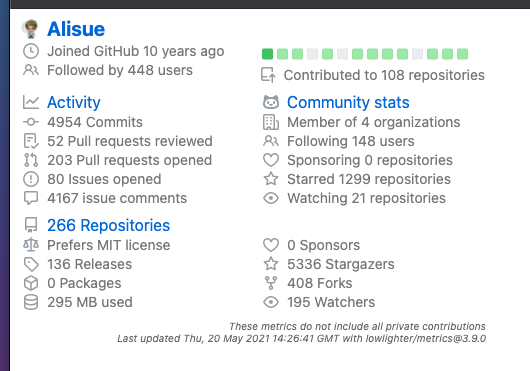 Alisue
Joined GitHub 10 years ago
Followed by 448 users
Contributed to 108 repositories
Activity
4954 Commits
52 Pull requests reviewed
203 Pull requests opened
80 Issues opened
4167 issue comments
Community stats
Member of 4 organizations
Following 148 users
Sponsoring 0 repositories
Starred 1299 repositories
Watching 21 repositories
266 Repositories
Prefers MIT license
136 Releases
0 Packages
295 MB used
0 Sponsors
5336 Stargazers
408 Forks
195 Watchers
These metrics do not include all private contributions
Last updated Thu, 20 May 2021 14:26:41 GMT with lowlighter/metrics@3.9.0